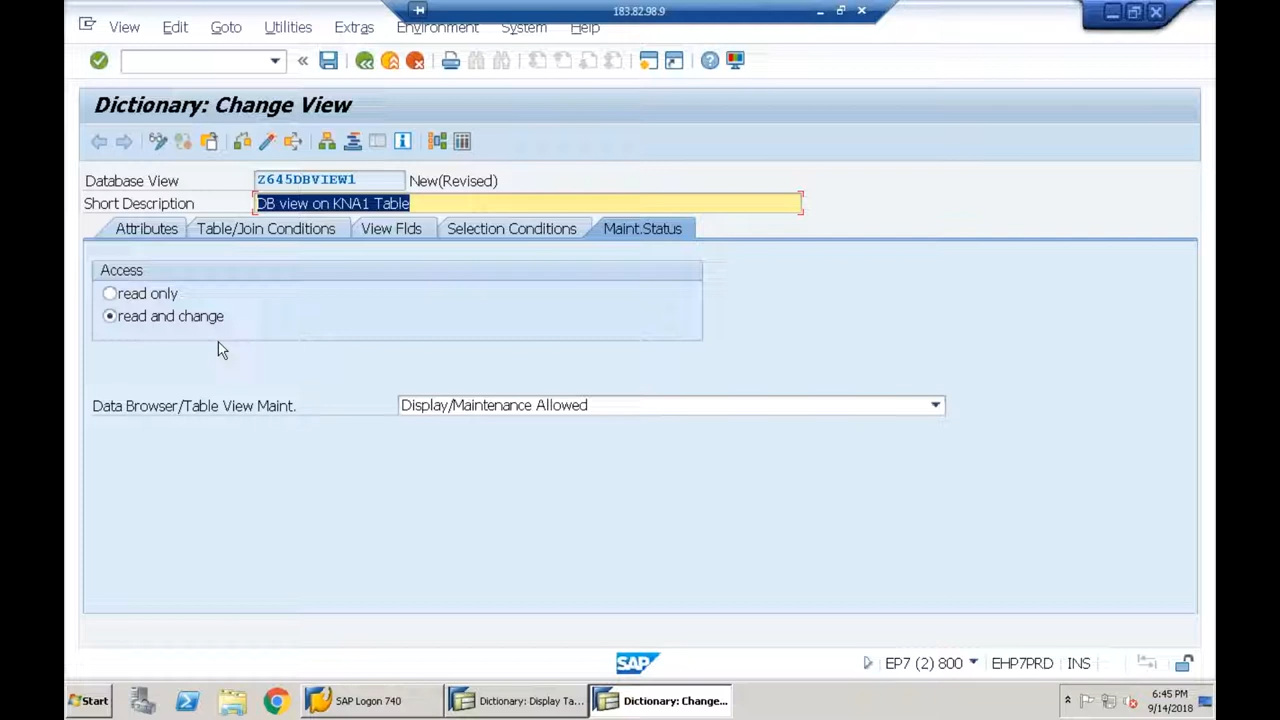 183.82.98.9
View Edit Goto Utilities Extras Environment System Help
Dictionary: Change View
Database View Z645DBVIEW1 New(Revised)
Short Description DB view on KNA1 Table
Attributes Table/Join Conditions View Flds Selection Conditions Maint.Status
Access
read only
read and change
Data Browser/Table View Maint. Display/Maintenance Allowed
SAP EP7 (2) 800 EHP7PRD INS
Start SAP Logon 740 Dictionary: Display Ta... Dictionary: Change... 6:45 PM
9/14/2018